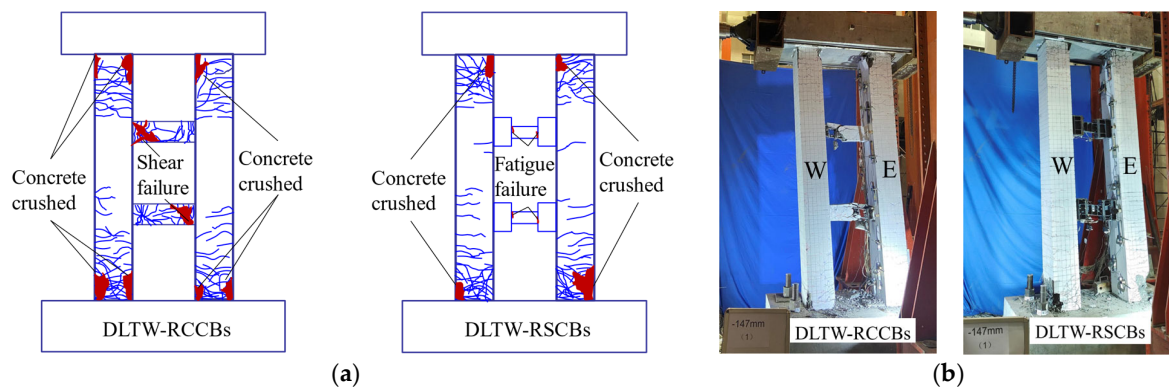 Concrete
crushed
Shear
failure
Concrete
crushed
DLTW-RCCBs
Concrete
crushed
Fatigue
failure
Concrete
crushed
DLTW-RSCBs
(a)
W
E
-147mm
(1)
DLTW-RCCBs
W
E
-147mm
(1)
DLTW-RSCBs
(b)